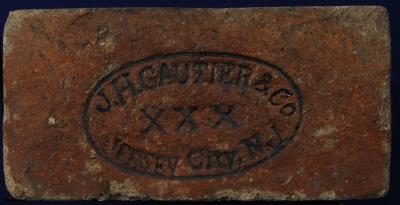 J.H.GAUTIER & CO
XXX
JERSEY City, N.J.